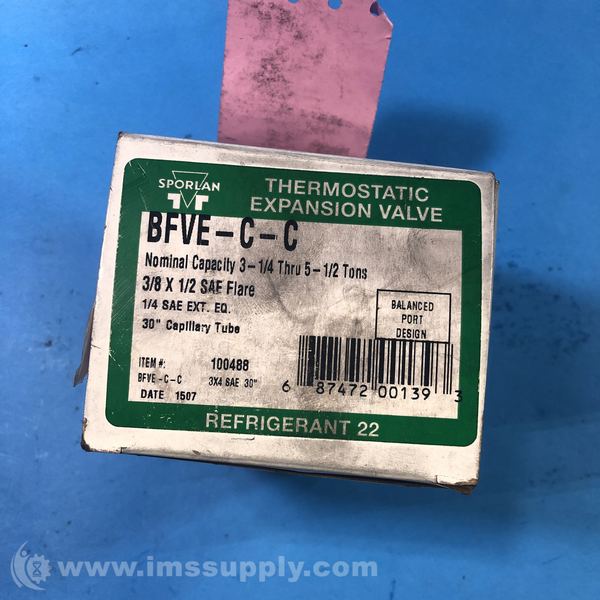 SPORLAN
THERMOSTATIC
EXPANSION VALVE
BFVE-C-C
Nominal Capacity 3-1/4 Thru 5-1/2 Tons
3/8 X 1/2 SAE Flare
1/4 SAE EXT. EQ.
30" Capillary Tube
BALANCED
PORT
DESIGN
ITEM #: 100488
BFVE-C-C 3X4 SAE 30"
DATE 1507
6 87472 00139 3
REFRIGERANT 22
www.imssupply.com